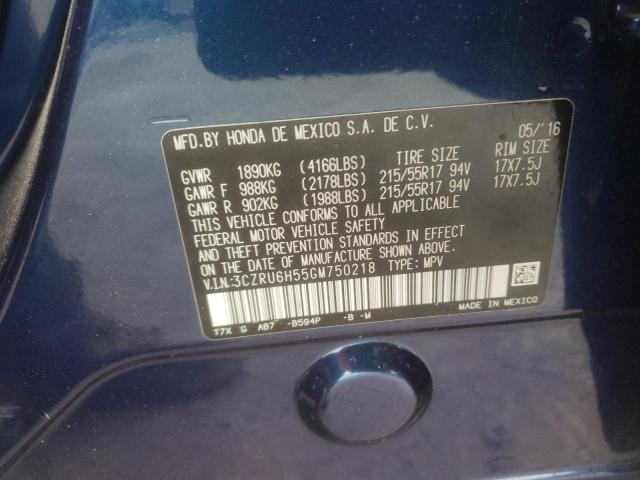 MFD.BY HONDA DE MEXICO S.A. DE C.V. 05/'16
GVWR 1890KG (4166LBS) TIRE SIZE RIM SIZE
GAWR F 988KG (2178LBS) 215/55R17 94V 17X7.5J
GAWR R 902KG (1988LBS) 215/55R17 94V 17X7.5J
THIS VEHICLE CONFORMS TO ALL APPLICABLE
FEDERAL MOTOR VEHICLE SAFETY
AND THEFT PREVENTION STANDARDS IN EFFECT
ON THE DATE OF MANUFACTURE SHOWN ABOVE.
V.I.N:3CZRU6H55GM750218 TYPE: MPV
T7X G AB7 -B594P -B -M
MADE IN MEXICO